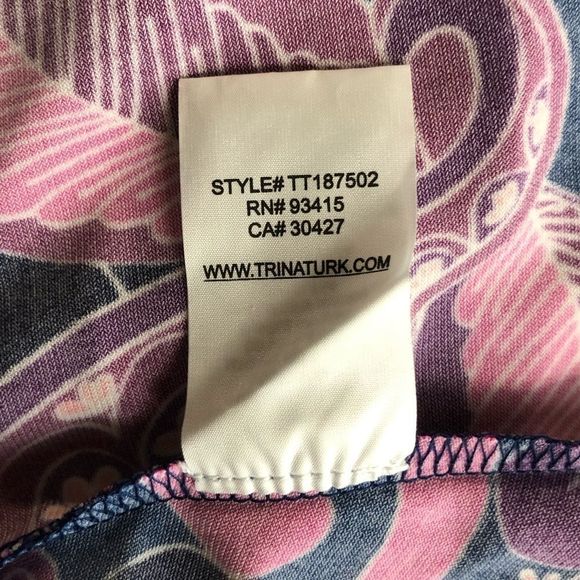 STYLE# TT187502
RN# 93415
CA# 30427
WWW.TRINATURK.COM